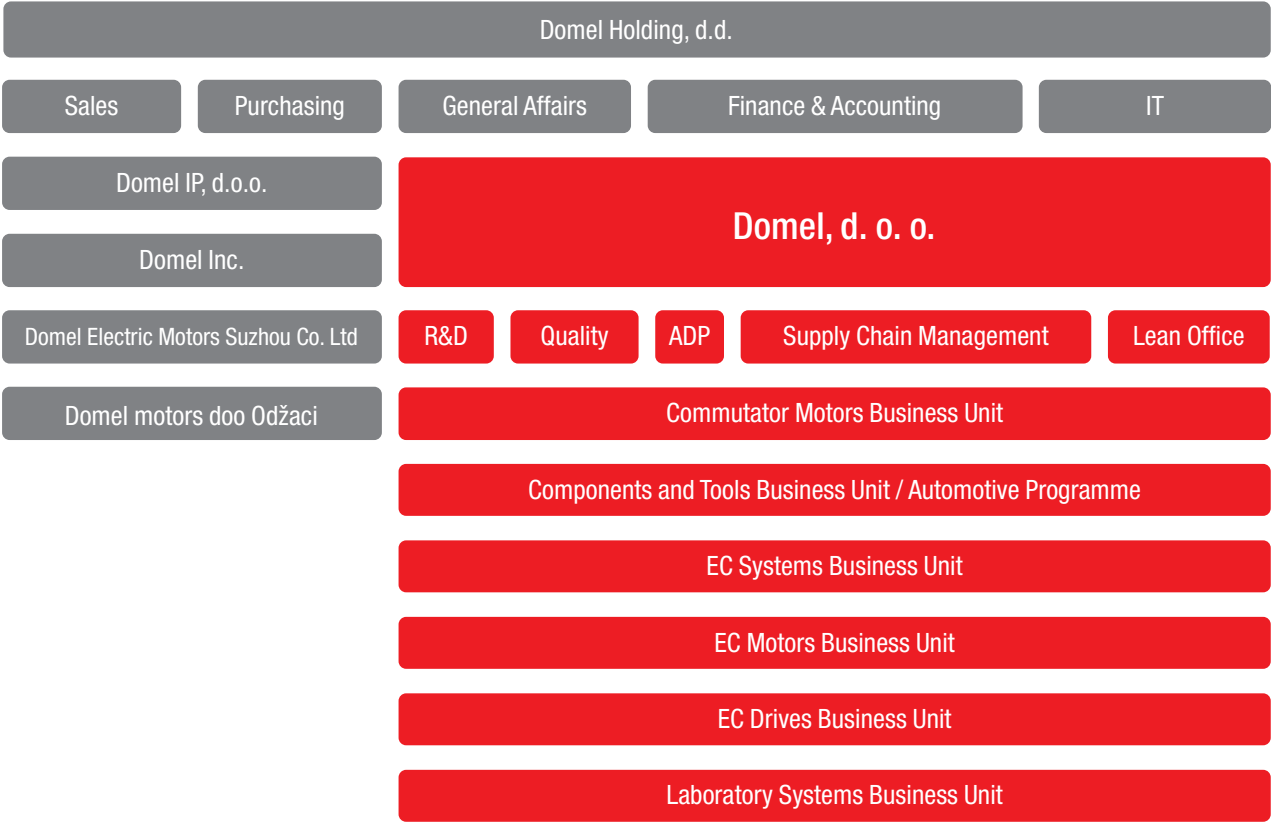 Domel Holding, d.d.
Sales
Purchasing
General Affairs
Finance & Accounting
IT
Domel IP, d.o.o.
Domel, d. o. o.
Domel Inc.
Domel Electric Motors Suzhou Co. Ltd
R&D
Quality
ADP
Supply Chain Management
Lean Office
Domel motors doo Odžaci
Commutator Motors Business Unit
Components and Tools Business Unit / Automotive Programme
EC Systems Business Unit
EC Motors Business Unit
EC Drives Business Unit
Laboratory Systems Business Unit